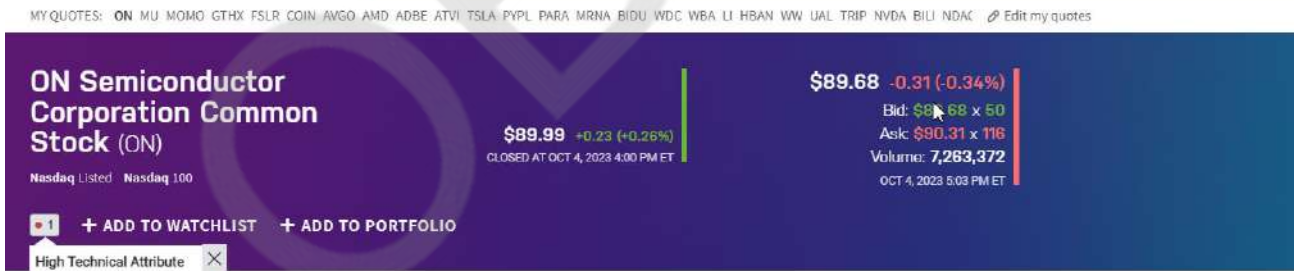 MY QUOTES: ON MU MOMO GTHX FSLR COIN AVGO AMD ADBE ATVI TSLA PYPL PARA MRNA BIDU WDC WBA LI HBAN WW UAL TRIP NVDA BILI NDAQ Edit my quotes
ON Semiconductor
Corporation Common
Stock (ON)
Nasdaq Listed Nasdaq 100
$89.99 +0.23 (+0.26%)
CLOSED AT OCT 4, 2023 4:00 PM ET
$89.68 -0.31 (-0.34%)
Bid: x 50
Ask: $90.31 x 116
Volume: 7,263,372
OCT 4, 2023 5:03 PM ET
1 + ADD TO WATCHLIST + ADD TO PORTFOLIO
High Technical Attribute